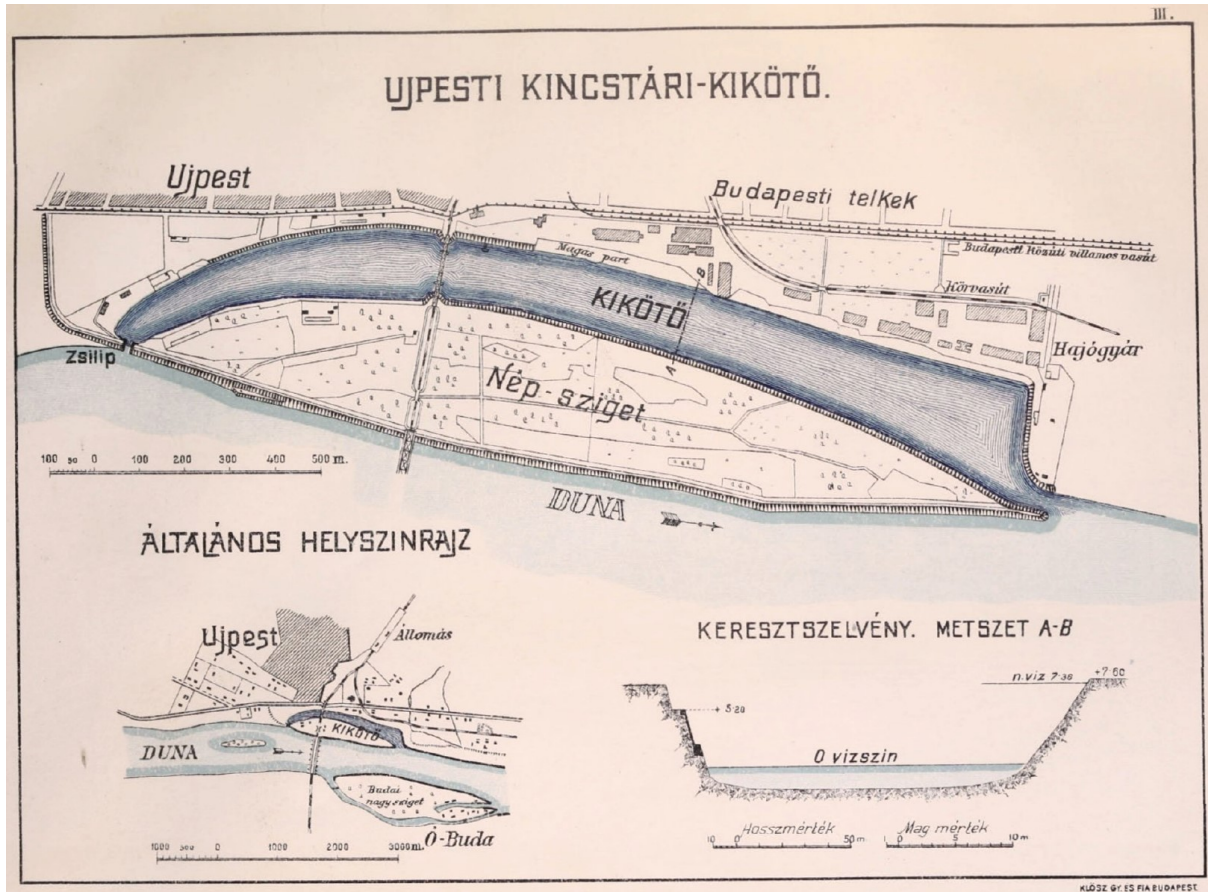 III.
UJPESTI KINCSTÁRI-KIKÖTŐ.
Ujpest
Budapesti telkek
Budapesti Közúti villamos vasút
Magas part
B
Körvasút
KIKÖTŐ
Hajógyár
Zsilip
A
Nép-sziget
100 50 0 100 200 300 400 500 m.
DUNA
ÁLTALÁNOS HELYSZINRAJZ
Ujpest
Állomás
KIKÖTŐ
DUNA
Budai
nagy sziget
Ó-Buda
1000 500 0 1000 2000 3000 m.
KERESZTSZELVÉNY. METSZET A-B
n.viz 7·36
+7·60
+ 5·20
0 vizszin
Hosszmérték
10 0 50 m
Mag mérték
1 0 5 10 m
KLÖSZ GY. ÉS FIA BUDAPEST.